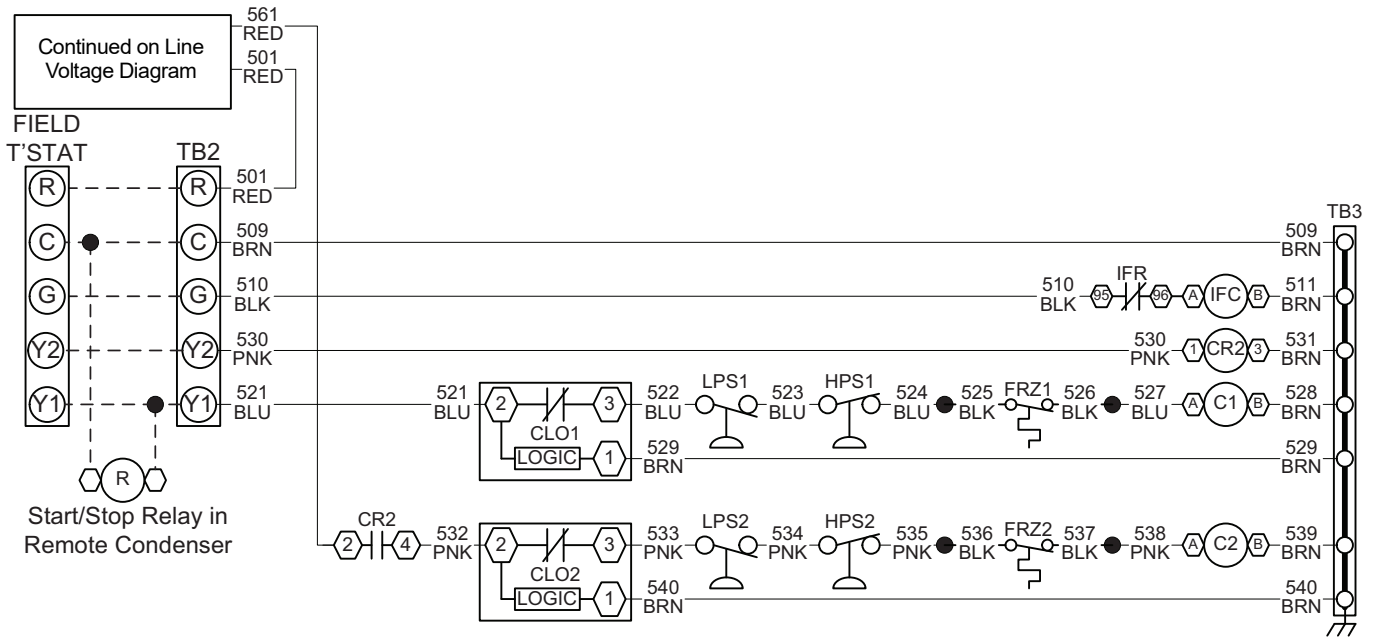 561
RED
Continued on Line
Voltage Diagram
501
RED
FIELD
T'STAT
TB2
R
R
501
RED
TB3
C
C
509
BRN
509
BRN
G
G
510
BLK
510
BLK
95
IFR
96
A
IFC
B
511
BRN
Y2
Y2
530
PNK
530
PNK
1
CR2
3
531
BRN
Y1
Y1
521
BLU
521
BLU
2
3
CLO1
522
BLU
LPS1
523
BLU
HPS1
524
BLU
525
BLK
FRZ1
526
BLK
527
BLU
A
C1
B
528
BRN
LOGIC
1
529
BRN
529
BRN
R
Start/Stop Relay in
Remote Condenser
2
CR2
4
532
PNK
2
3
CLO2
533
PNK
LPS2
534
PNK
HPS2
535
PNK
536
BLK
FRZ2
537
BLK
538
PNK
A
C2
B
539
BRN
LOGIC
1
540
BRN
540
BRN